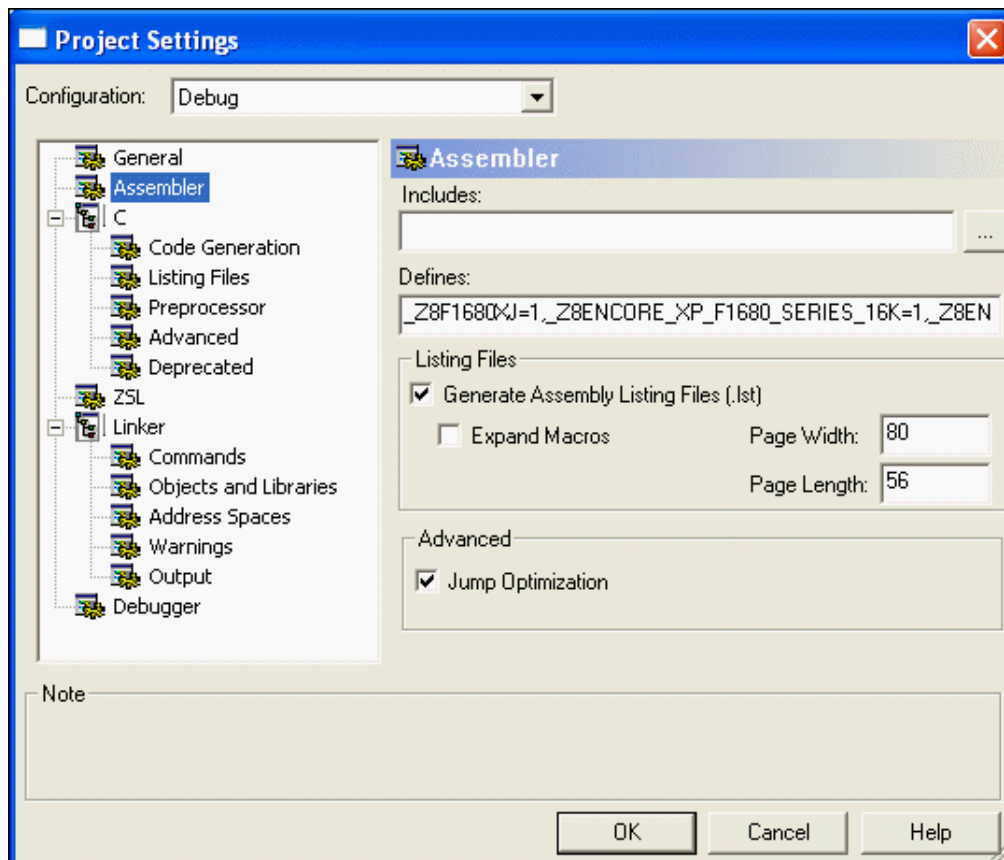 Project Settings
Configuration: Debug
General
Assembler
C
Code Generation
Listing Files
Preprocessor
Advanced
Deprecated
ZSL
Linker
Commands
Objects and Libraries
Address Spaces
Warnings
Output
Debugger
Assembler
Includes:
...
Defines:
_Z8F1680XJ=1,_Z8ENCORE_XP_F1680_SERIES_16K=1,_Z8EN
Listing Files
Generate Assembly Listing Files (.lst)
Expand Macros
Page Width: 80
Page Length: 56
Advanced
Jump Optimization
Note
OK Cancel Help